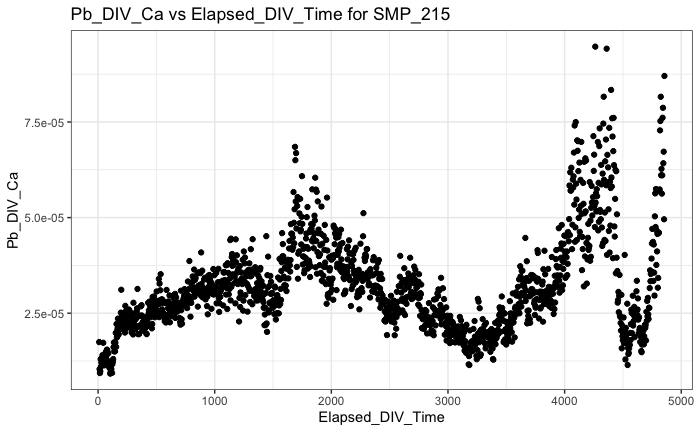 Pb_DIV_Ca vs Elapsed_DIV_Time for SMP_215
7.5e-05
5.0e-05
2.5e-05
Pb_DIV_Ca
0 1000 2000 3000 4000 5000
Elapsed_DIV_Time